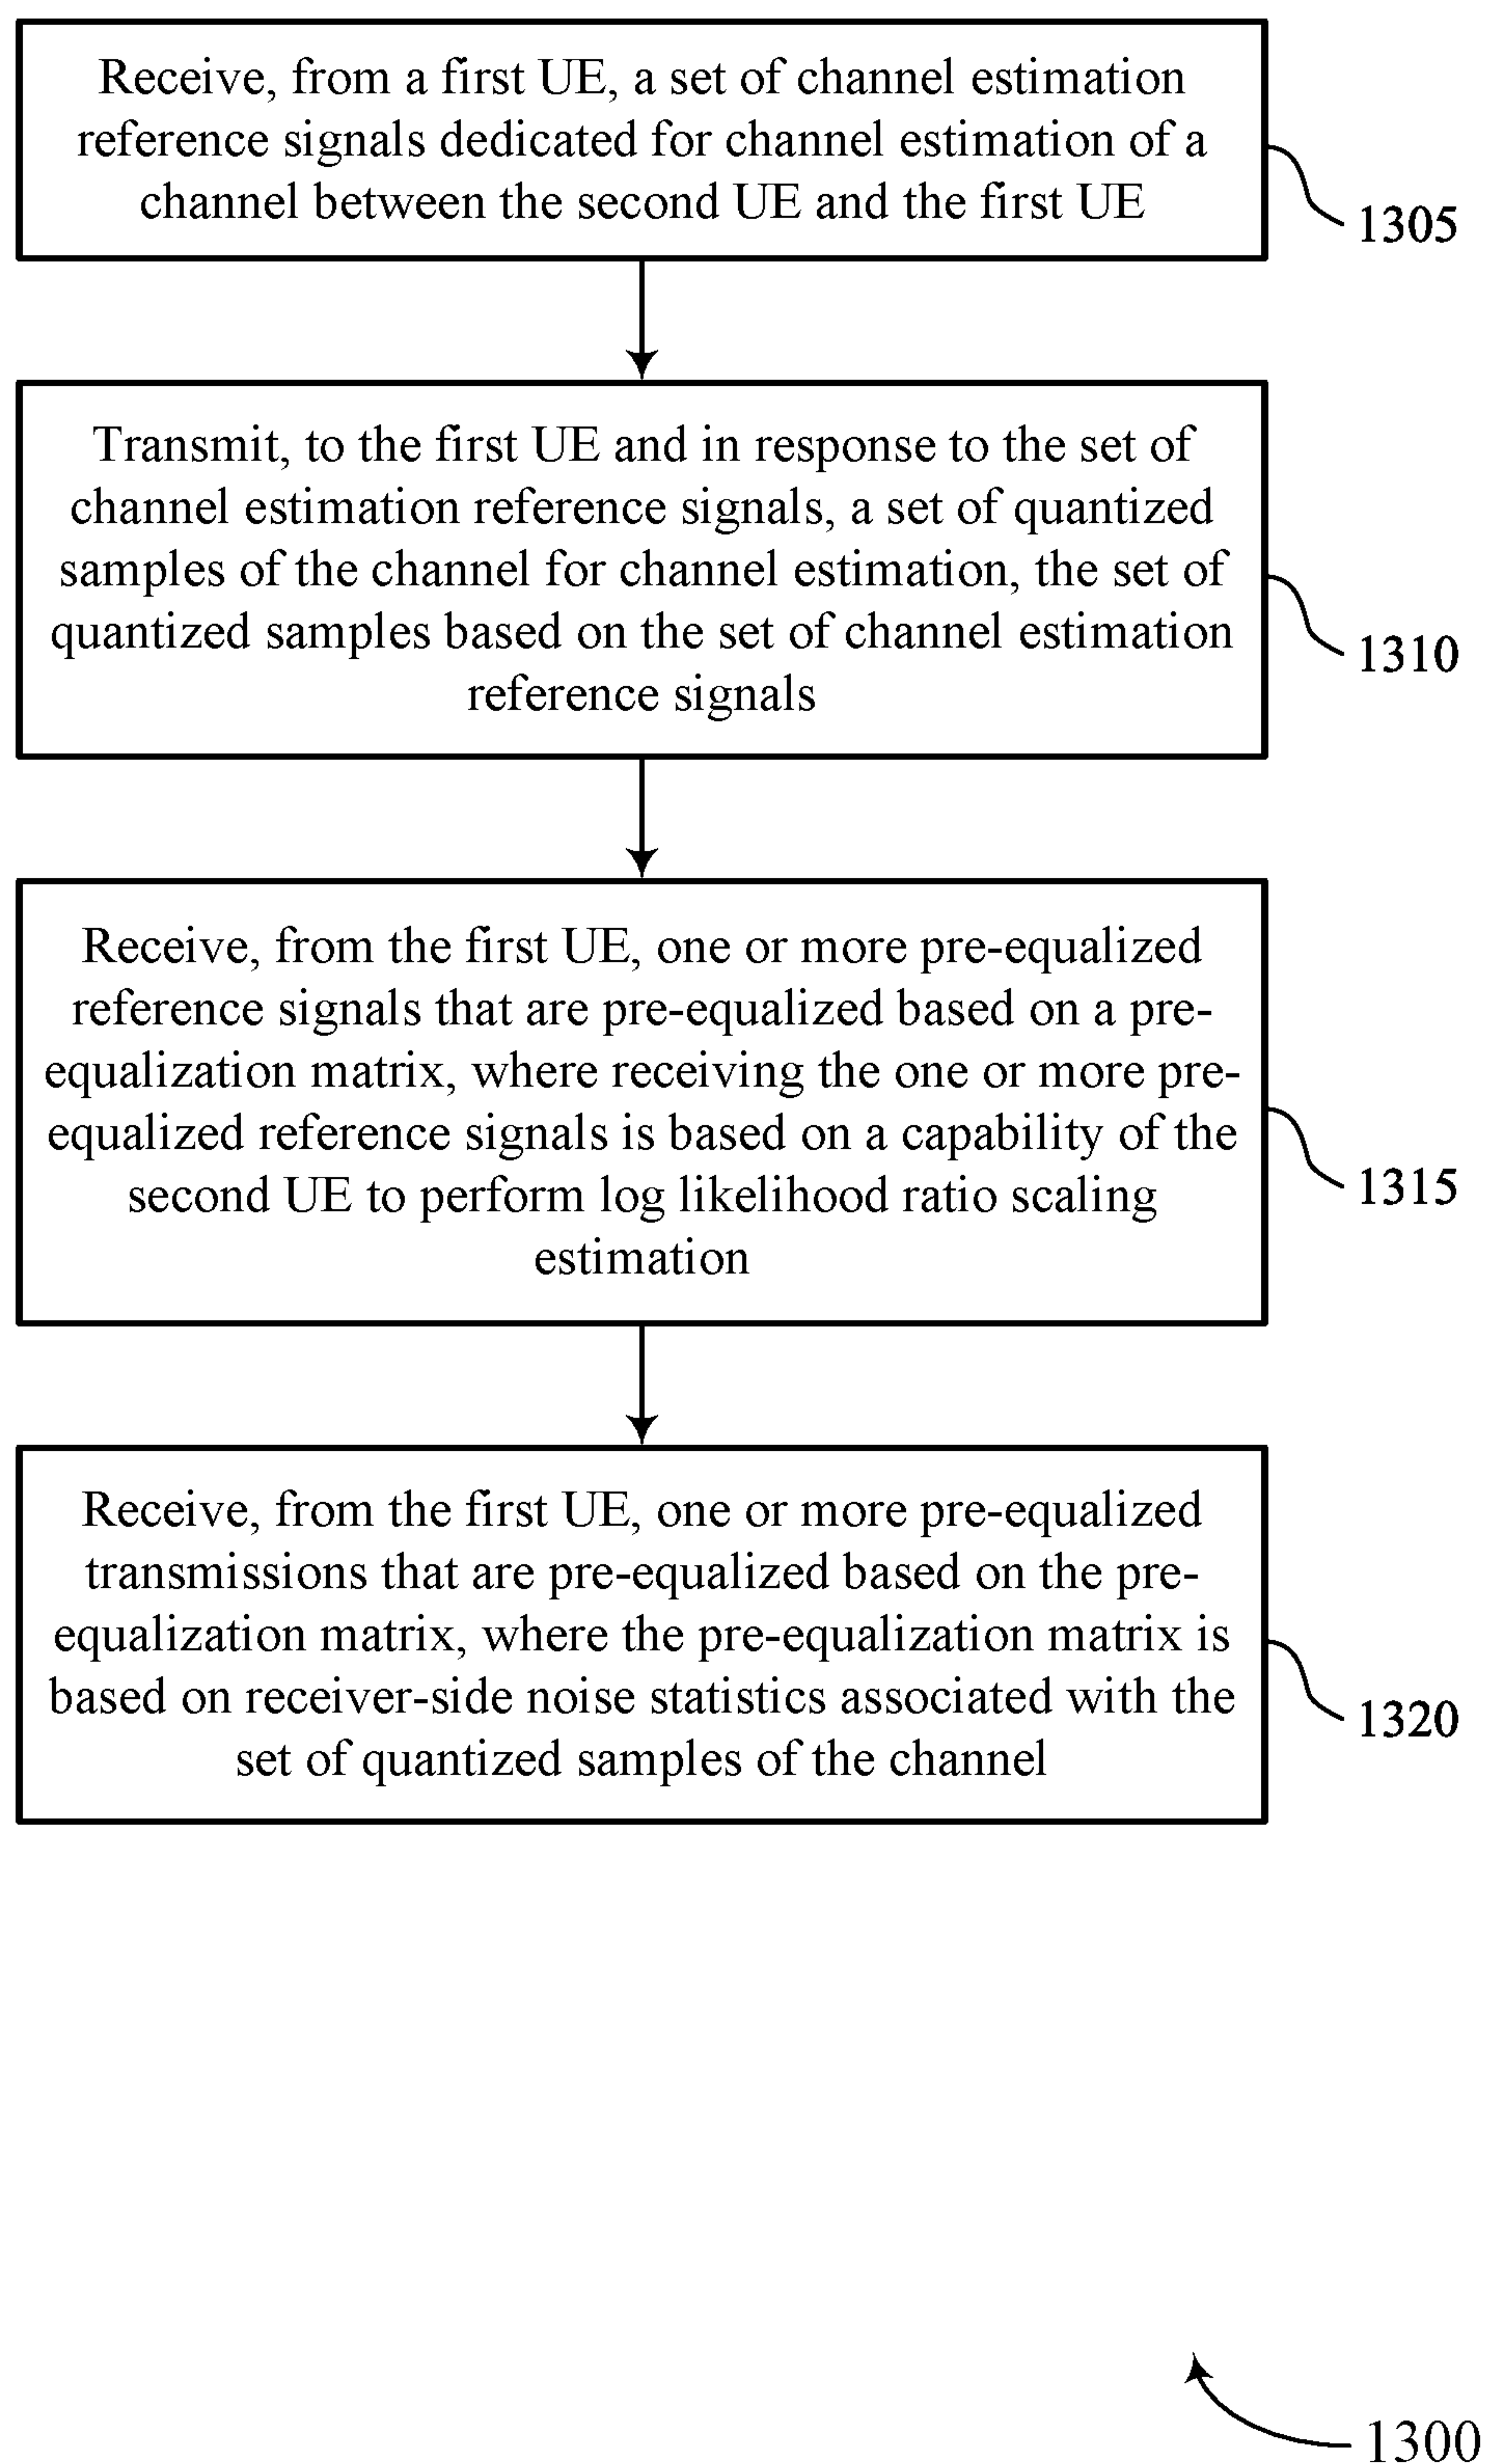 Receive, from a first UE, a set of channel estimation
reference signals dedicated for channel estimation of a
channel between the second UE and the first UE
1305
Transmit, to the first UE and in response to the set of
channel estimation reference signals, a set of quantized
samples of the channel for channel estimation, the set of
quantized samples based on the set of channel estimation
reference signals
1310
Receive, from the first UE, one or more pre-equalized
reference signals that are pre-equalized based on a pre-
equalization matrix, where receiving the one or more pre-
equalized reference signals is based on a capability of the
second UE to perform log likelihood ratio scaling
estimation
1315
Receive, from the first UE, one or more pre-equalized
transmissions that are pre-equalized based on the pre-
equalization matrix, where the pre-equalization matrix is
based on receiver-side noise statistics associated with the
set of quantized samples of the channel
1320
1300